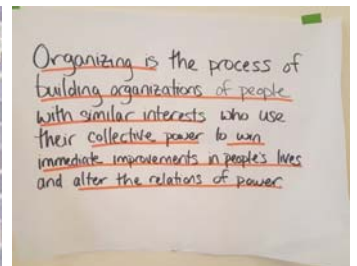 Organizing is the process of
building organizations of people
with similar interests who use
their collective power to win
immediate improvements in people's lives
and alter the relations of power